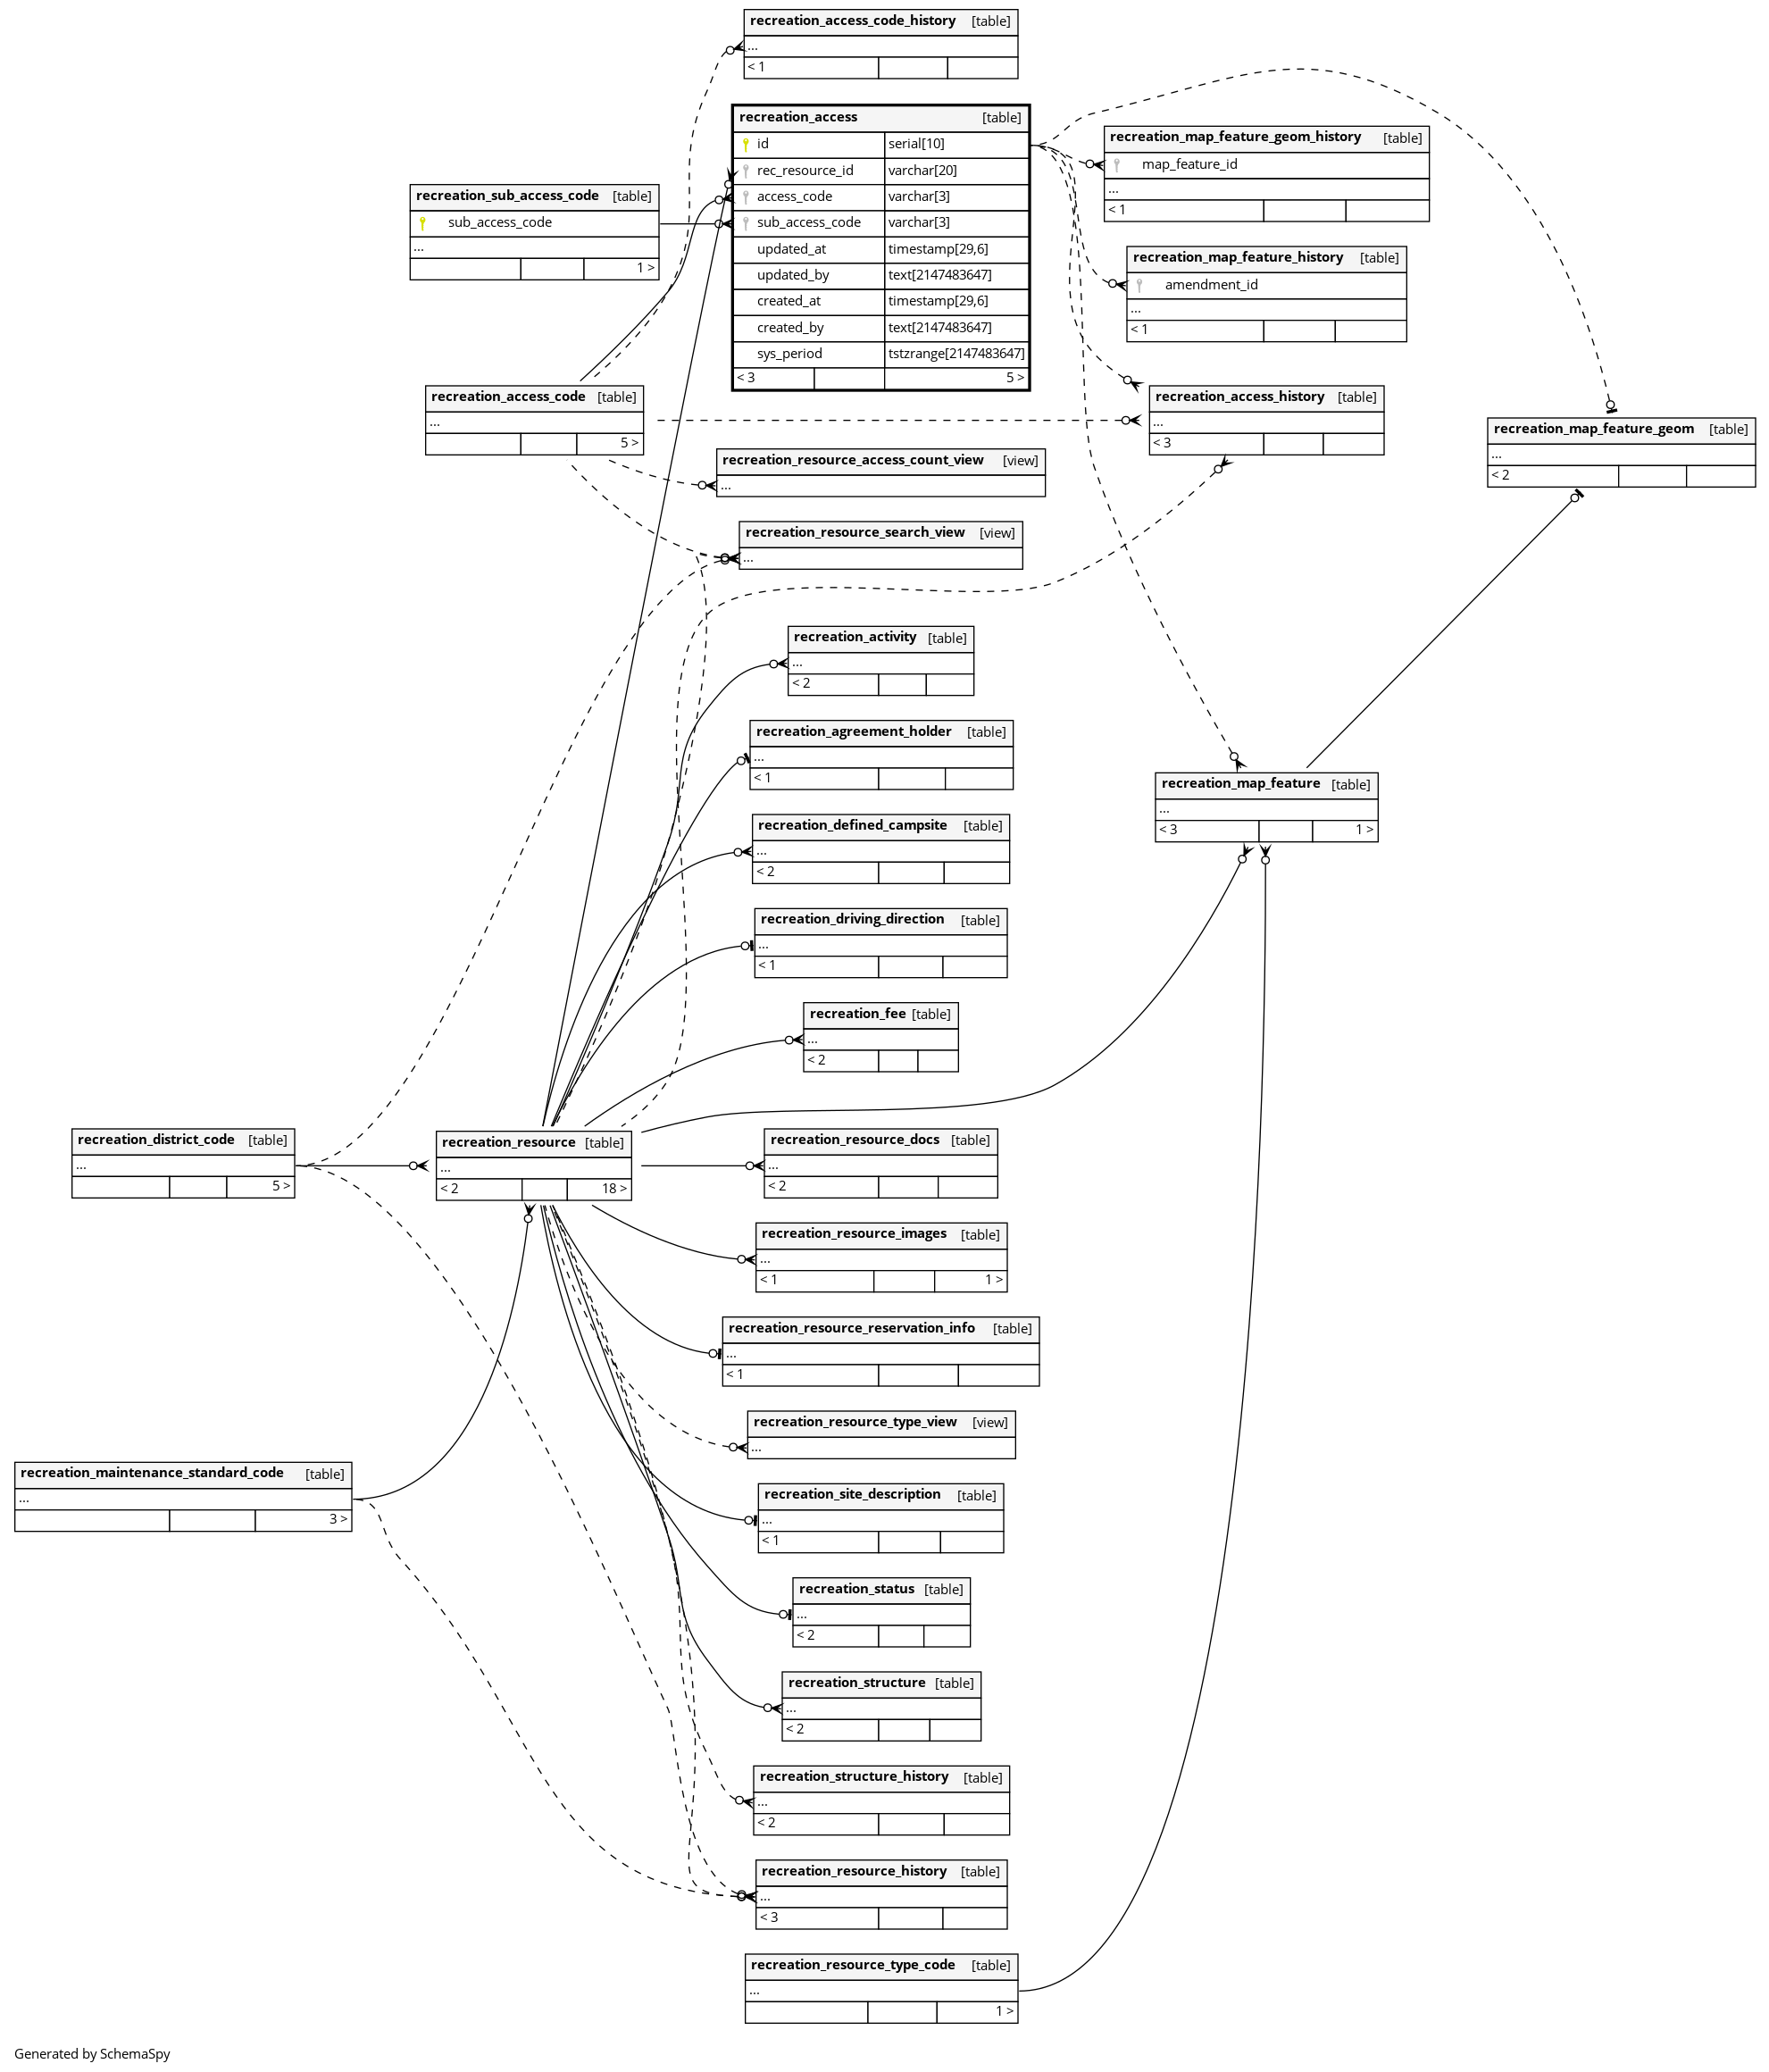 recreation_access_code_history [table]
...
< 1
recreation_access [table]
id serial[10]
rec_resource_id varchar[20]
access_code varchar[3]
sub_access_code varchar[3]
updated_at timestamp[29,6]
updated_by text[2147483647]
created_at timestamp[29,6]
created_by text[2147483647]
sys_period tstzrange[2147483647]
< 3 5 >
recreation_map_feature_geom_history [table]
map_feature_id
...
< 1
recreation_sub_access_code [table]
sub_access_code
...
1 >
recreation_map_feature_history [table]
amendment_id
...
< 1
recreation_access_code [table]
...
5 >
recreation_access_history [table]
...
< 3
recreation_map_feature_geom [table]
...
< 2
recreation_resource_access_count_view [view]
...
recreation_resource_search_view [view]
...
recreation_activity [table]
...
< 2
recreation_agreement_holder [table]
...
< 1
recreation_map_feature [table]
...
< 3 1 >
recreation_defined_campsite [table]
...
< 2
recreation_driving_direction [table]
...
< 1
recreation_fee [table]
...
< 2
recreation_district_code [table]
...
5 >
recreation_resource [table]
...
< 2 18 >
recreation_resource_docs [table]
...
< 2
recreation_resource_images [table]
...
< 1 1 >
recreation_resource_reservation_info [table]
...
< 1
recreation_resource_type_view [view]
...
recreation_maintenance_standard_code [table]
...
3 >
recreation_site_description [table]
...
< 1
recreation_status [table]
...
< 2
recreation_structure [table]
...
< 2
recreation_structure_history [table]
...
< 2
recreation_resource_history [table]
...
< 3
recreation_resource_type_code [table]
...
1 >
Generated by SchemaSpy